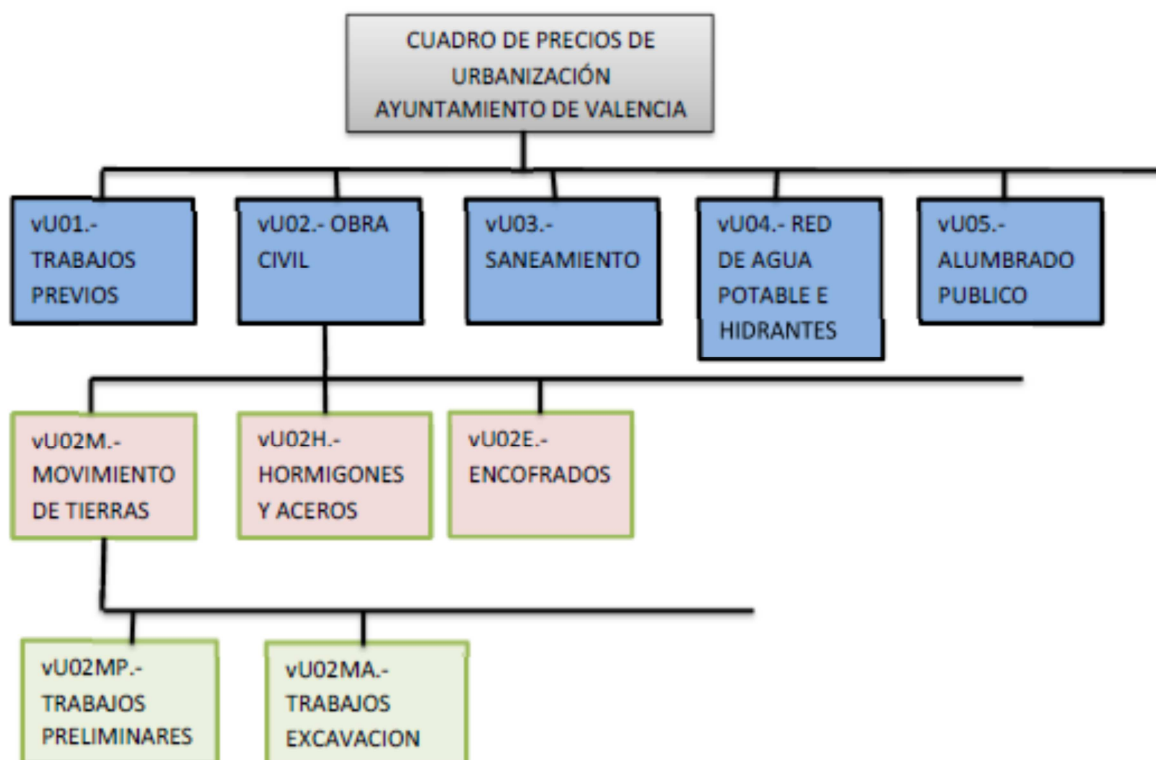 CUADRO DE PRECIOS DE
URBANIZACIÓN
AYUNTAMIENTO DE VALENCIA
vU01.-
TRABAJOS
PREVIOS
vU02.- OBRA
CIVIL
vU03.-
SANEAMIENTO
vU04.- RED
DE AGUA
POTABLE E
HIDRANTES
vU05.-
ALUMBRADO
PUBLICO
vU02M.-
MOVIMIENTO
DE TIERRAS
vU02H.-
HORMIGONES
Y ACEROS
vU02E.-
ENCOFRADOS
vU02MP.-
TRABAJOS
PRELIMINARES
vU02MA.-
TRABAJOS
EXCAVACION